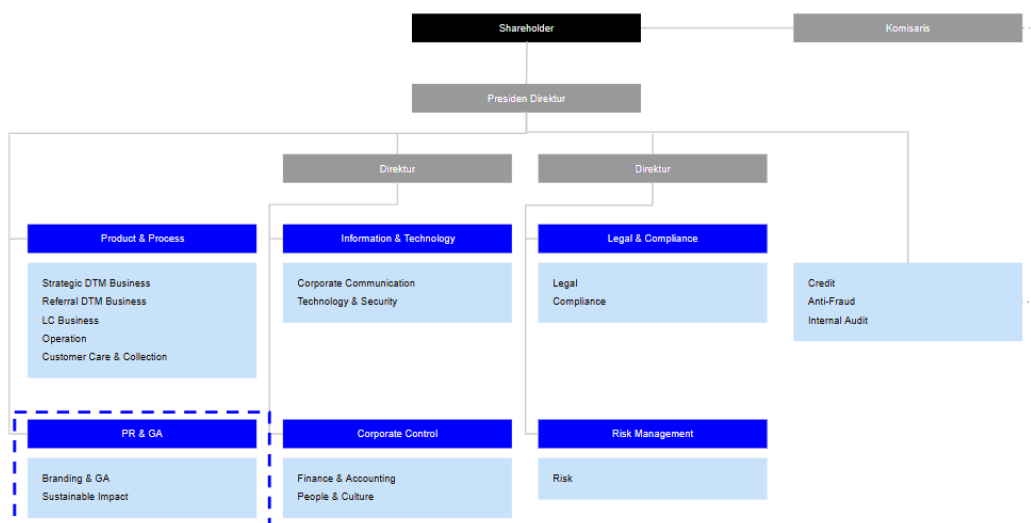 Shareholder
Komisaris
Presiden Direktur
Direktur
Direktur
Product & Process
Strategic DTM Business
Referral DTM Business
LC Business
Operation
Customer Care & Collection
Information & Technology
Corporate Communication
Technology & Security
Legal & Compliance
Legal
Compliance
Credit
Anti-Fraud
Internal Audit
PR & GA
Branding & GA
Sustainable Impact
Corporate Control
Finance & Accounting
People & Culture
Risk Management
Risk